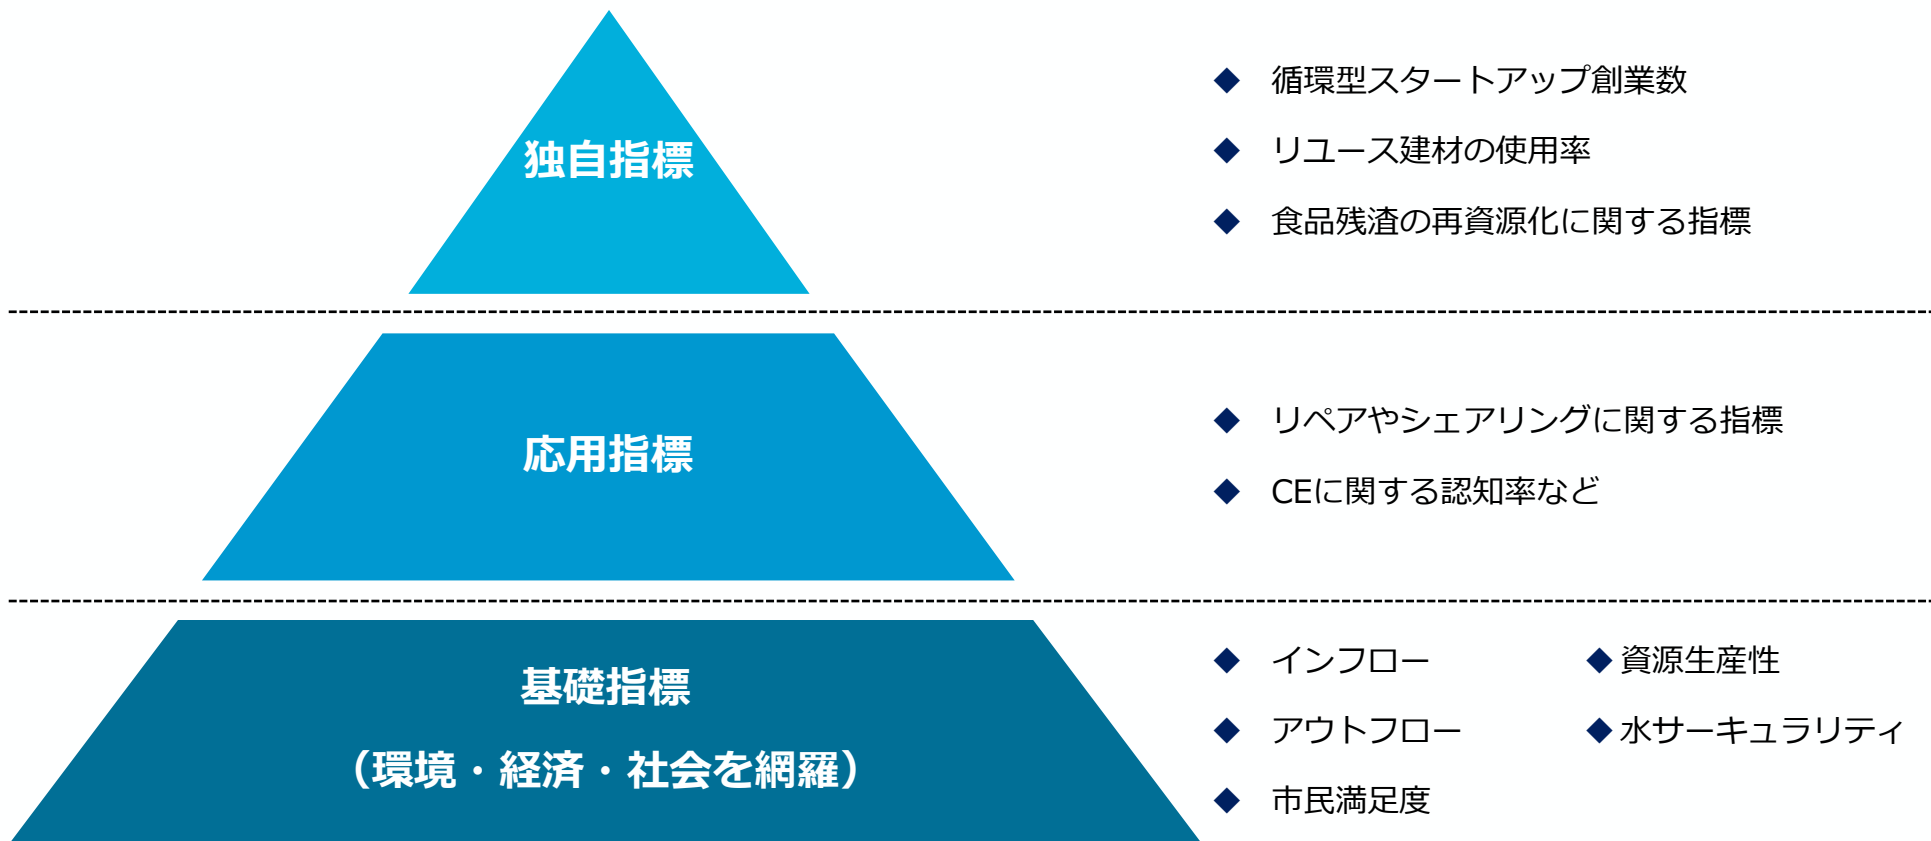 独自指標
◆ 循環型スタートアップ創業数
◆ リユース建材の使用率
◆ 食品残渣の再資源化に関する指標
応用指標
◆ リペアやシェアリングに関する指標
◆ CEに関する認知率など
基礎指標
（環境・経済・社会を網羅）
◆ インフロー
◆ アウトフロー
◆ 市民満足度
◆ 資源生産性
◆ 水サーキュラリティ